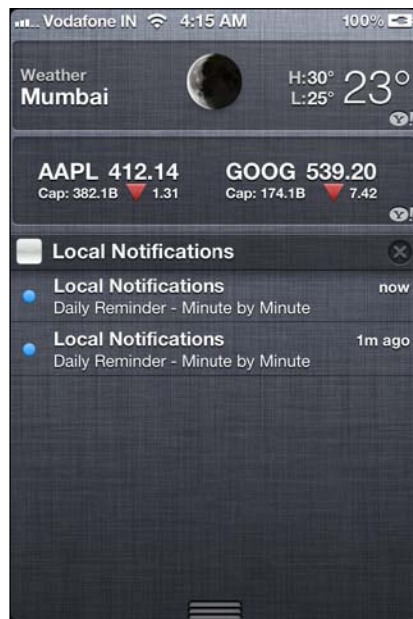 Vodafone IN 4:15 AM 100%
Weather H:30° 23°
Mumbai L:25°
Y!
AAPL 412.14 GOOG 539.20
Cap: 382.1B 1.31 Cap: 174.1B 7.42
Y!
Local Notifications
Local Notifications now
Daily Reminder - Minute by Minute
Local Notifications 1m ago
Daily Reminder - Minute by Minute